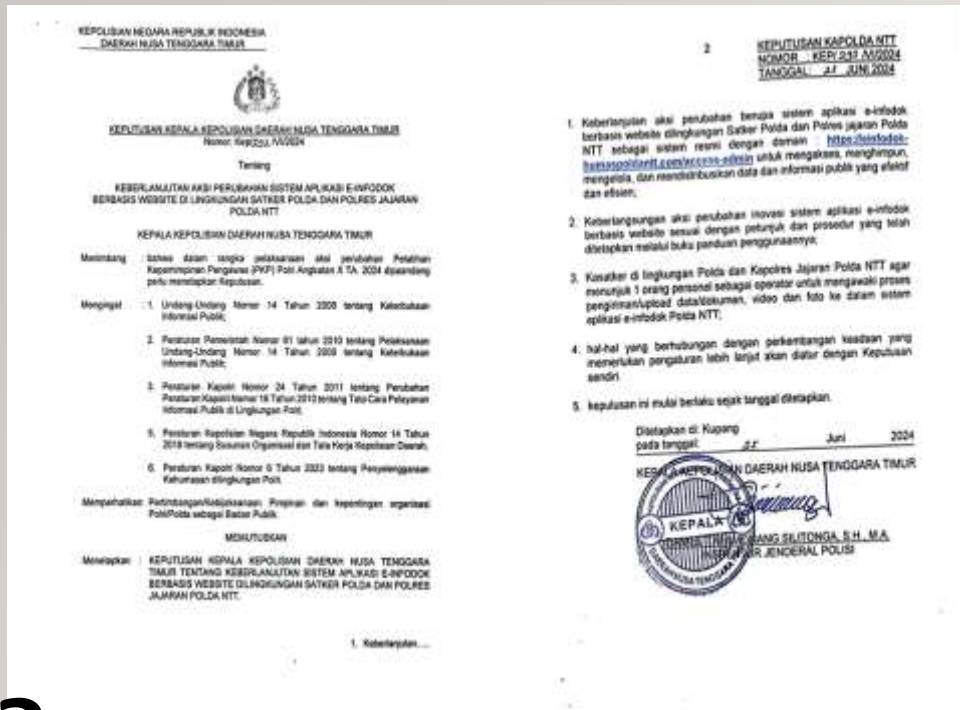 KEPOLISIAN NEGARA REPUBLIK INDONESIA
DAERAH NUSA TENGGARA TIMUR
KEPUTUSAN KEPALA KEPOLISIAN DAERAH NUSA TENGGARA TIMUR
Nomor: Kep/ /VI/2024
Tentang
KEBERLANJUTAN AKSI PERUBAHAN SISTEM APLIKASI E-INFODOK
BERBASIS WEBSITE DI LINGKUNGAN SATKER POLDA DAN POLRES JAJARAN
POLDA NTT
KEPALA KEPOLISIAN DAERAH NUSA TENGGARA TIMUR
Menimbang : bahwa dalam rangka pelaksanaan aksi perubahan Pelatihan
Kepemimpinan Pengawas (PKP) Polri Angkatan X TA. 2024 dipandang
perlu menetapkan Keputusan.
Mengingat : 1. Undang-Undang Nomor 14 Tahun 2008 tentang Keterbukaan
Informasi Publik;
2. Peraturan Pemerintah Nomor 61 tahun 2010 tentang Pelaksanaan
Undang-Undang Nomor 14 Tahun 2008 tentang Keterbukaan
Informasi Publik;
3. Peraturan Kapolri Nomor 24 Tahun 2011 tentang Perubahan
Peraturan Kapolri Nomor 16 Tahun 2010 tentang Tata Cara Pelayanan
Informasi Publik di Lingkungan Polri.
5. Peraturan Kepolisian Negara Republik Indonesia Nomor 14 Tahun
2018 tentang Susunan Organisasi dan Tata Kerja Kepolisian Daerah.
6. Peraturan Kapolri Nomor 6 Tahun 2023 tentang Penyelenggaraan
Kehumasan dilingkungan Polri.
Memperhatikan: Pertimbangan/Kebijaksanaan Pimpinan dan kepentingan organisasi
Polri/Polda sebagai Badan Publik.
MEMUTUSKAN
Menetapkan : KEPUTUSAN KEPALA KEPOLISIAN DAERAH NUSA TENGGARA
TIMUR TENTANG KEBERLANJUTAN SISTEM APLIKASI E-INFODOK
BERBASIS WEBSITE DILINGKUNGAN SATKER POLDA DAN POLRES
JAJARAN POLDA NTT.
1. Keberlanjutan.....
2
KEPUTUSAN KAPOLDA NTT
NOMOR : KEP/ /VI/2024
TANGGAL: JUNI 2024
1. Keberlanjutan aksi perubahan berupa sistem aplikasi e-infodok
berbasis website dilingkungan Satker Polda dan Polres jajaran Polda
NTT sebagai sistem resmi dengan domain : https://einfodok-
humaspoldantt.com/access-admin untuk mengakses, menghimpun,
mengelola, dan mendistribusikan data dan informasi publik yang efektif
dan efisien;
2. Keberlangsungan aksi perubahan inovasi sistem aplikasi e-infodok
berbasis website sesuai dengan petunjuk dan prosedur yang telah
ditetapkan melalui buku panduan penggunaannya;
3. Kasatker di lingkungan Polda dan Kapolres Jajaran Polda NTT agar
menunjuk 1 orang personel sebagai operator untuk mengawaki proses
pengiriman/upload data/dokumen, video dan foto ke dalam sistem
aplikasi e-infodok Polda NTT;
4. hal-hal yang berhubungan dengan perkembangan keadaan yang
memerlukan pengaturan lebih lanjut akan diatur dengan Keputusan
sendiri.
5. keputusan ini mulai berlaku sejak tanggal ditetapkan.
Ditetapkan di: Kupang
pada tanggal: Juni 2024
KEPALA KEPOLISIAN DAERAH NUSA TENGGARA TIMUR
KEPALA
SILITONGA, S.H., M.A.
JENDERAL POLISI